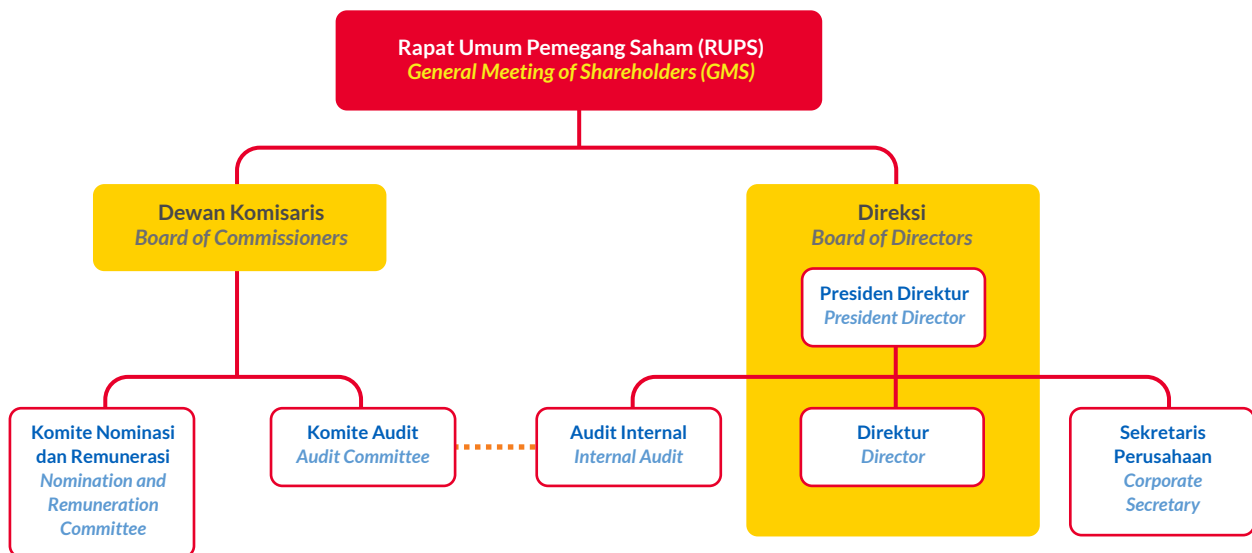 Rapat Umum Pemegang Saham (RUPS)
General Meeting of Shareholders (GMS)
Dewan Komisaris
Board of Commissioners
Direksi
Board of Directors
Presiden Direktur
President Director
Komite Nominasi
dan Remunerasi
Nomination and
Remuneration
Committee
Komite Audit
Audit Committee
Audit Internal
Internal Audit
Direktur
Director
Sekretaris
Perusahaan
Corporate
Secretary